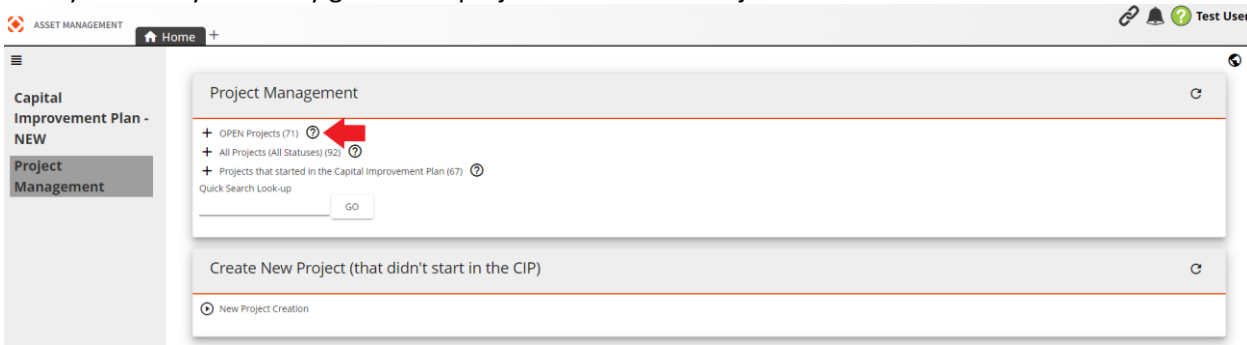 ASSET MANAGEMENT
Home +
Test User
Capital
Improvement Plan -
NEW
Project
Management
Project Management
+ OPEN Projects (71) ?
+ All Projects (All Statuses) (92) ?
+ Projects that started in the Capital Improvement Plan (67) ?
Quick Search Look-up
GO
Create New Project (that didn't start in the CIP)
New Project Creation